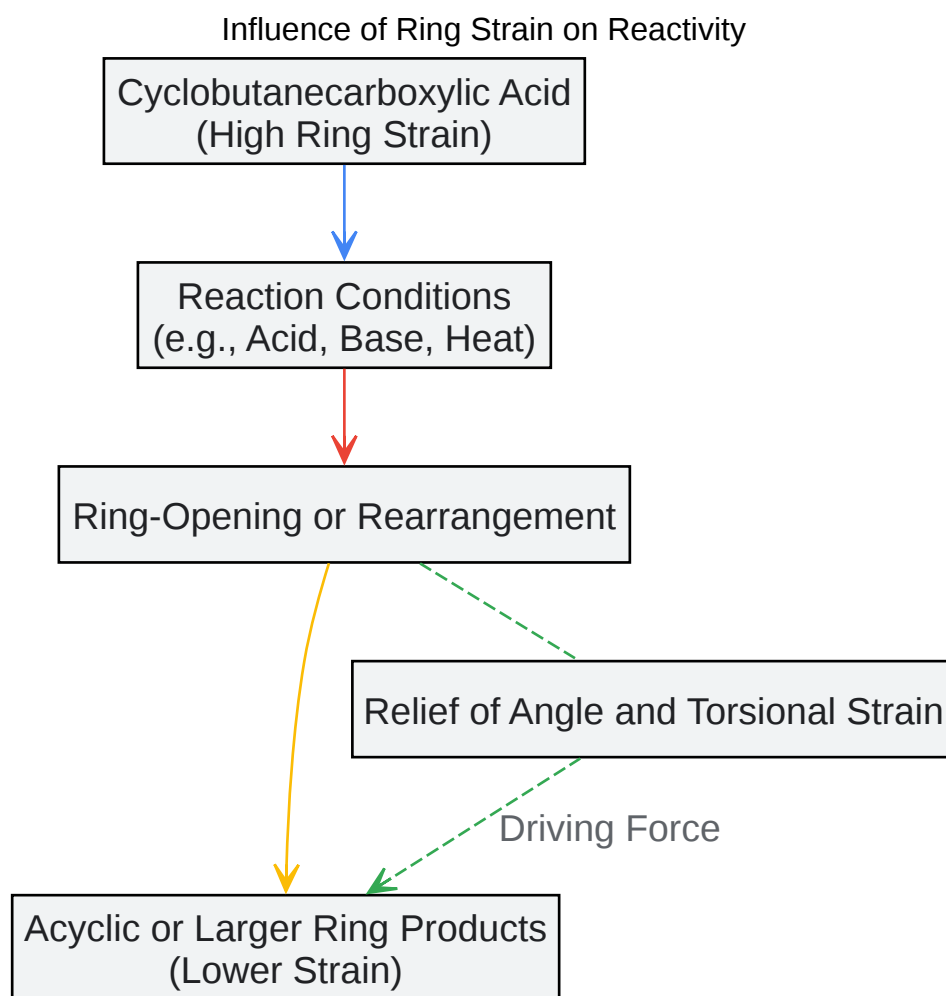 Influence of Ring Strain on Reactivity
Cyclobutanecarboxylic Acid
(High Ring Strain)
Reaction Conditions
(e.g., Acid, Base, Heat)
Ring-Opening or Rearrangement
Relief of Angle and Torsional Strain
Driving Force
Acyclic or Larger Ring Products
(Lower Strain)